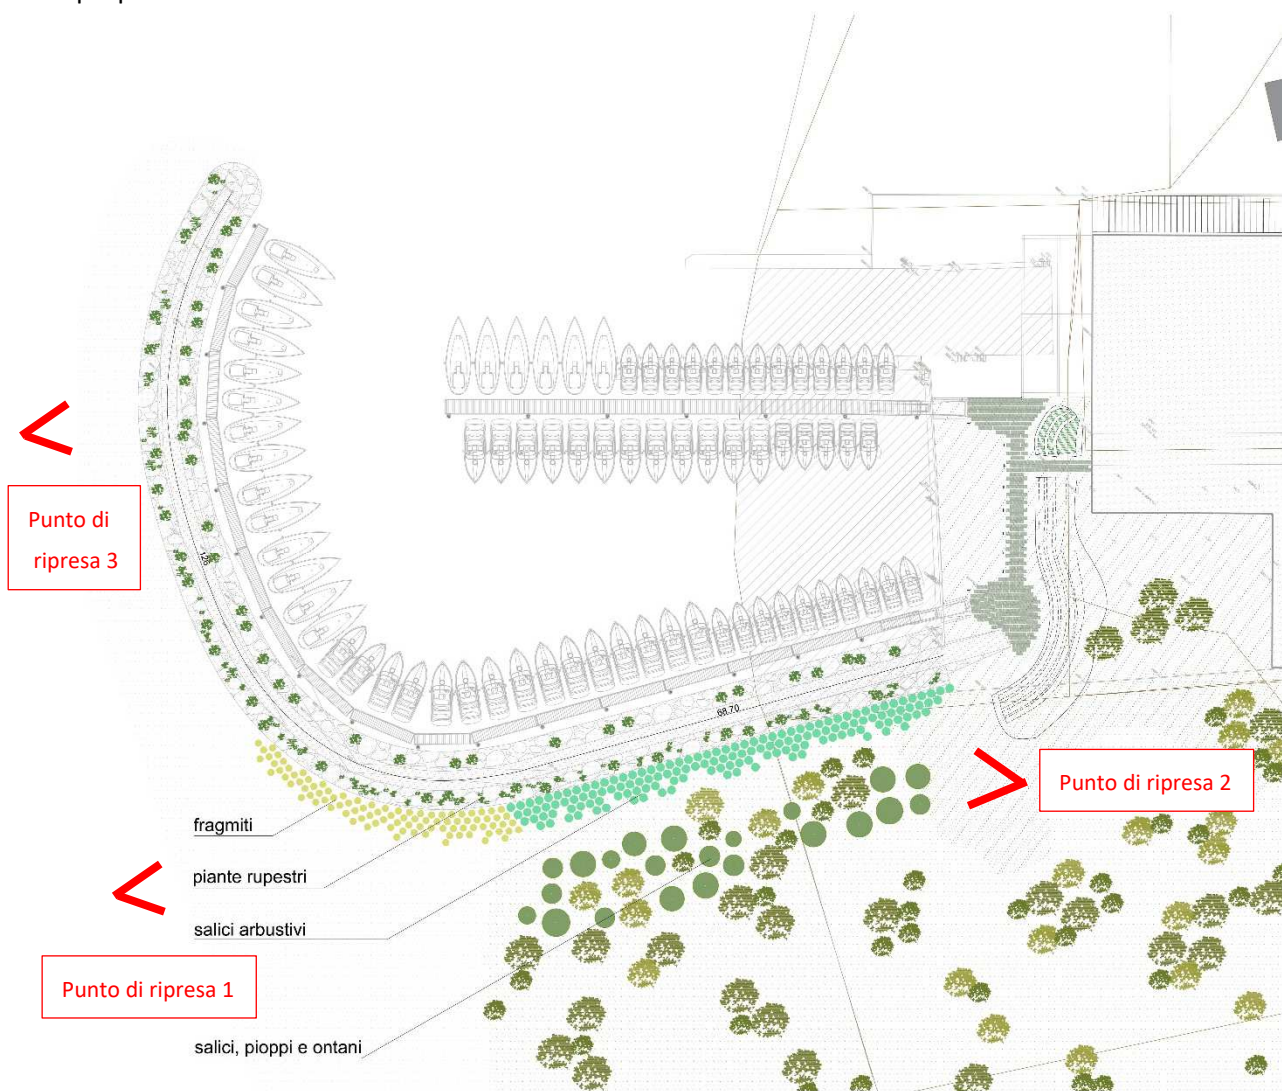 Punto di
ripresa 3
128
68.70
Punto di ripresa 2
fragmiti
piante rupestri
salici arbustivi
Punto di ripresa 1
salici, pioppi e ontani